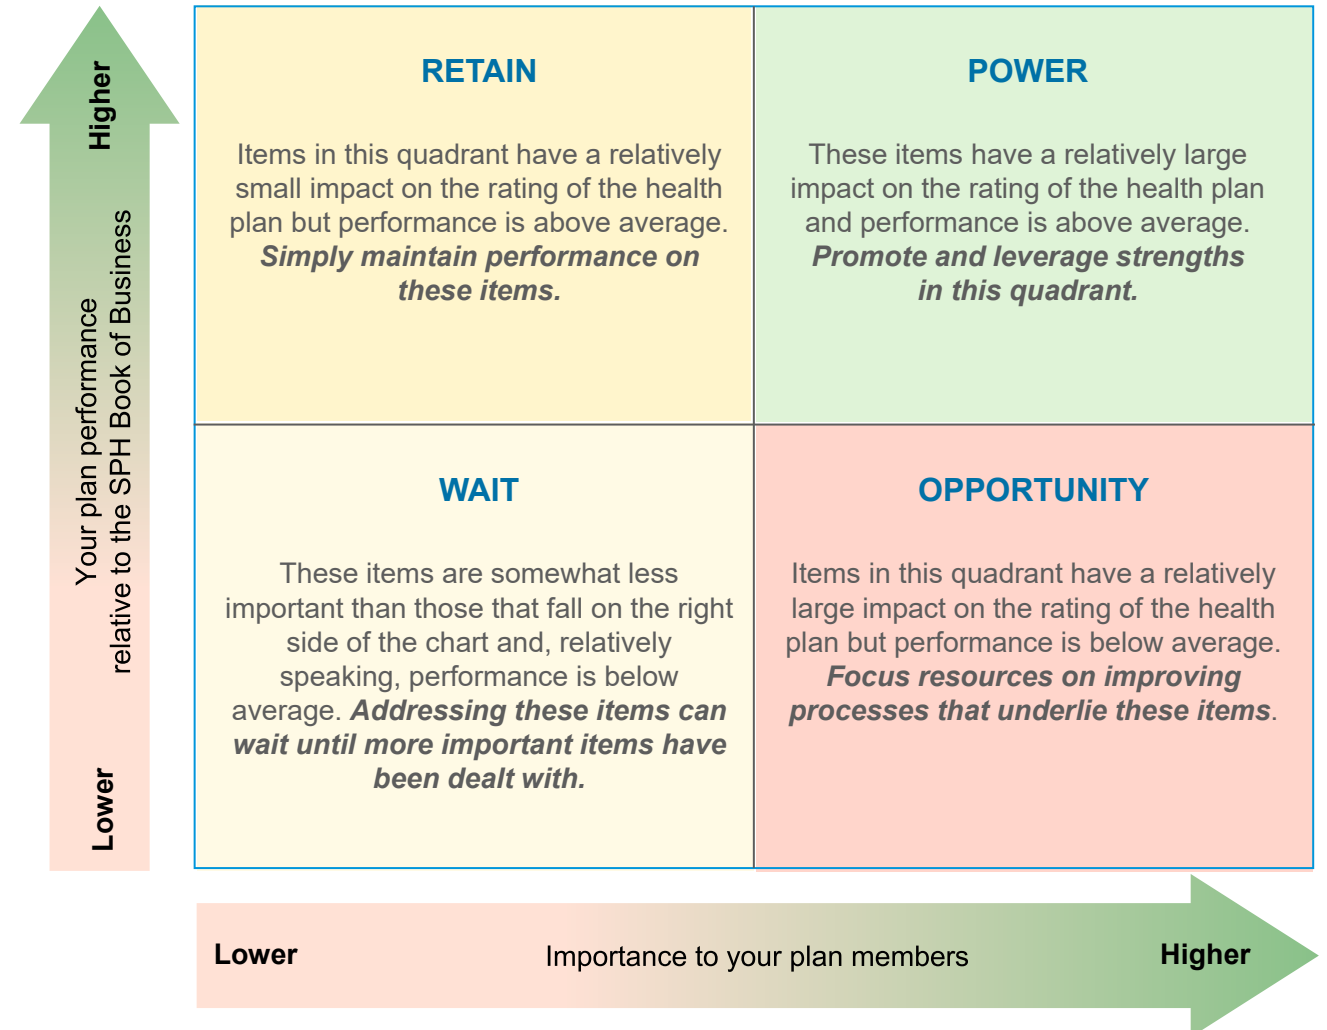 Higher
Your plan performance
relative to the SPH Book of Business
Lower
RETAIN
Items in this quadrant have a relatively
small impact on the rating of the health
plan but performance is above average.
Simply maintain performance on
these items.
POWER
These items have a relatively large
impact on the rating of the health plan
and performance is above average.
Promote and leverage strengths
in this quadrant.
WAIT
These items are somewhat less
important than those that fall on the right
side of the chart and, relatively
speaking, performance is below
average. Addressing these items can
wait until more important items have
been dealt with.
OPPORTUNITY
Items in this quadrant have a relatively
large impact on the rating of the health
plan but performance is below average.
Focus resources on improving
processes that underlie these items.
Lower
Importance to your plan members
Higher